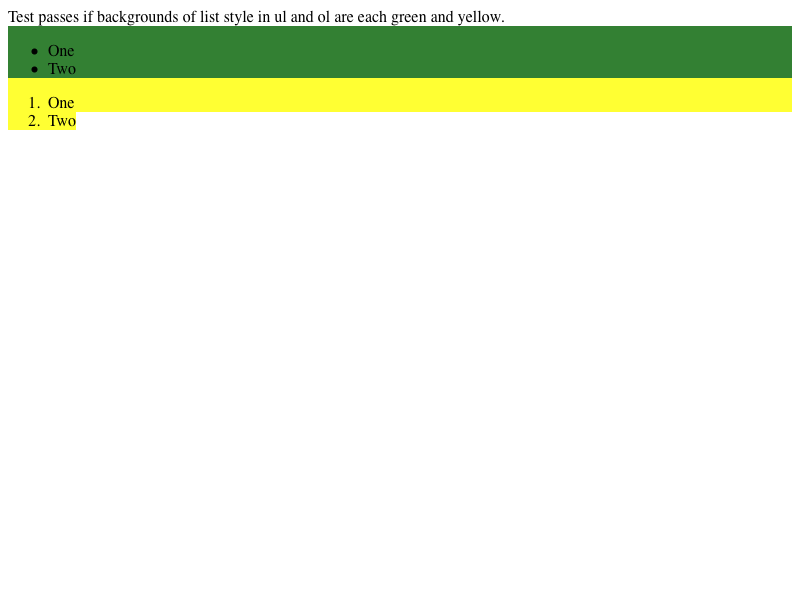 Test passes if backgrounds of list style in ul and ol are each green and yellow.
• One
• Two
1. One
2. Two